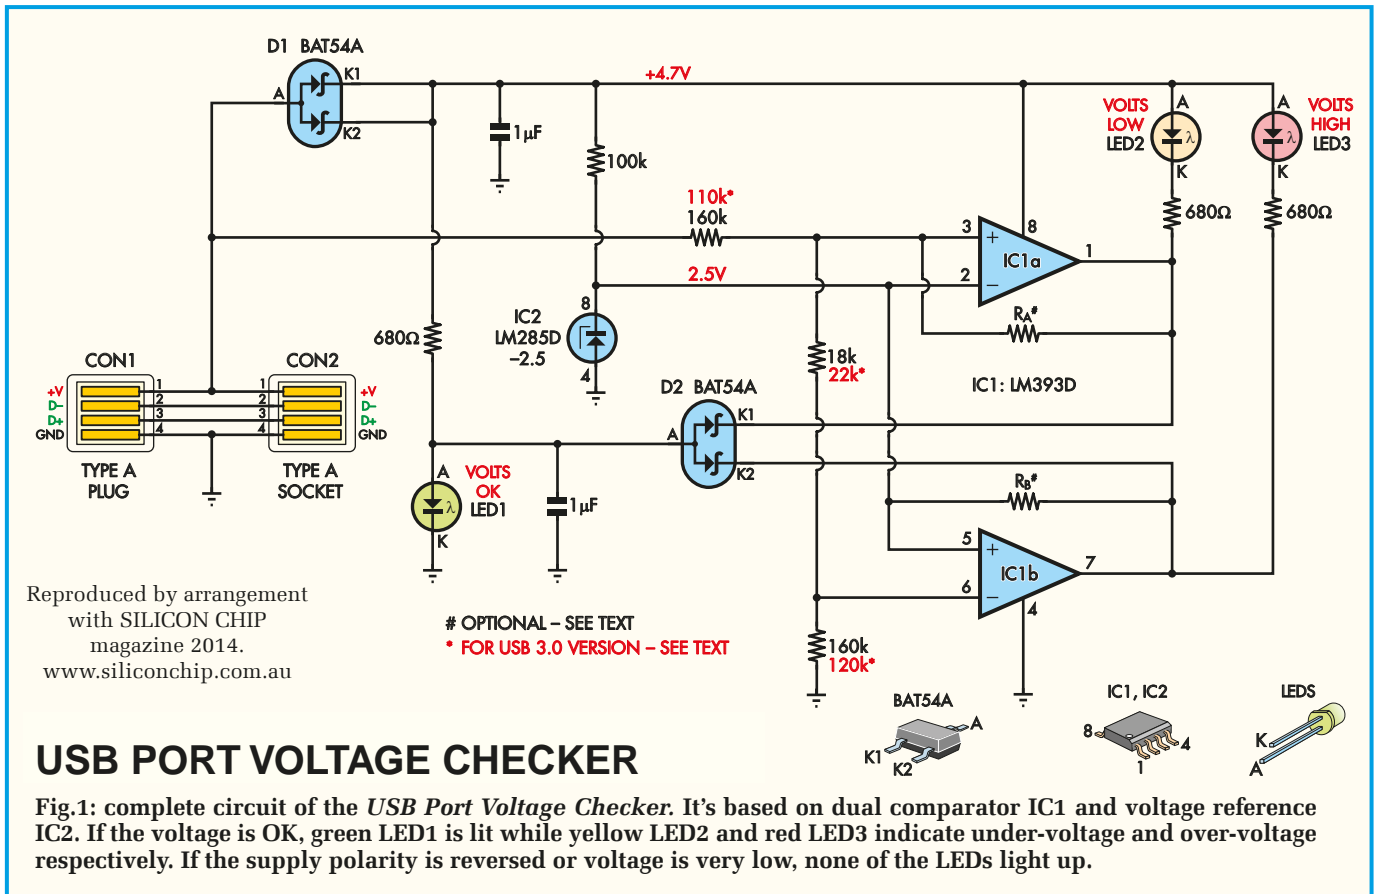 D1 BAT54A
K1
A
K2
+4.7V
1µF
100k
110k*
160k
VOLTS
LOW
LED2
A
λ
K
680Ω
VOLTS
HIGH
LED3
A
λ
K
680Ω
3
+
8
IC1a
1
2
–
2.5V
IC2
LM285D
–2.5
8
4
680Ω
RA#
18k
22k*
IC1: LM393D
CON1
CON2
+V
D–
D+
GND
1
2
3
4
1
2
3
4
+V
D–
D+
GND
TYPE A
PLUG
TYPE A
SOCKET
D2 BAT54A
K1
A
K2
A
VOLTS
OK
LED1
λ
K
1µF
RB#
5
+
IC1b
7
6
–
4
160k
120k*
Reproduced by arrangement
with SILICON CHIP
magazine 2014.
www.siliconchip.com.au
# OPTIONAL – SEE TEXT
* FOR USB 3.0 VERSION – SEE TEXT
BAT54A
A
K1
K2
IC1, IC2
8
4
1
LEDS
K
A
USB PORT VOLTAGE CHECKER
Fig.1: complete circuit of the USB Port Voltage Checker. It's based on dual comparator IC1 and voltage reference
IC2. If the voltage is OK, green LED1 is lit while yellow LED2 and red LED3 indicate under-voltage and over-voltage
respectively. If the supply polarity is reversed or voltage is very low, none of the LEDs light up.